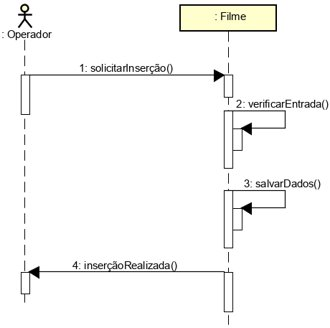 : Filme
: Operador
1: solicitarInserção()
2: verificarEntrada()
3: salvarDados()
4: inserçãoRealizada()